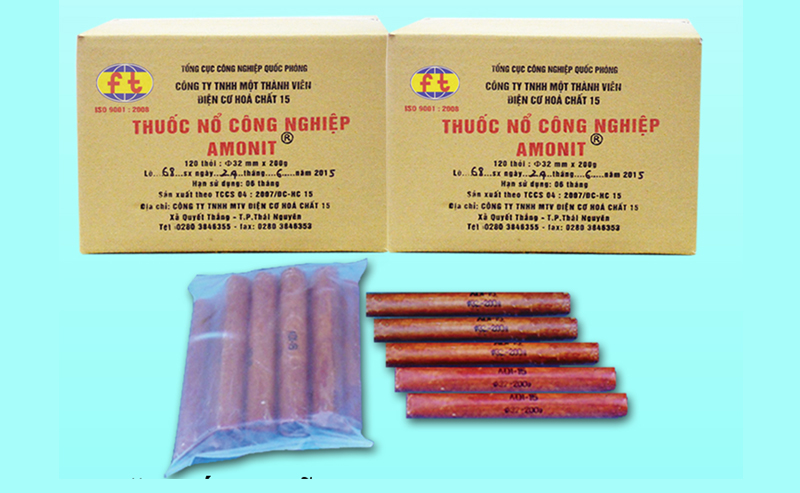 TỔNG CỤC CÔNG NGHIỆP QUỐC PHÒNG
CÔNG TY TNHH MỘT THÀNH VIÊN
ĐIỆN CƠ HOÁ CHẤT 15
ft
ISO 9001 : 2008
THUỐC NỔ CÔNG NGHIỆP
AMONIT ®
120 thỏi : Φ32 mm x 200g
Lô...68...sx ngày...29...tháng...6...năm 2015
Hạn sử dụng: 06 tháng
Sản xuất theo TCCS 04 : 2007/ĐC-HC 15
Địa chỉ: CÔNG TY TNHH MTV ĐIỆN CƠ HOÁ CHẤT 15
Xã Quyết Thắng - T.P.Thái Nguyên
Tel 0280 3846355 - fax: 0280 3846353
TỔNG CỤC CÔNG NGHIỆP QUỐC PHÒNG
CÔNG TY TNHH MỘT THÀNH VIÊN
ĐIỆN CƠ HOÁ CHẤT 15
ft
ISO 9001 : 2008
THUỐC NỔ CÔNG NGHIỆP
AMONIT ®
120 thỏi : Φ32 mm x 200g
Lô...68...sx ngày...29...tháng...6...năm 2015
Hạn sử dụng: 06 tháng
Sản xuất theo TCCS 04 : 2007/ĐC-HC 15
Địa chỉ: CÔNG TY TNHH MTV ĐIỆN CƠ HOÁ CHẤT 15
Xã Quyết Thắng - T.P.Thái Nguyên
Tel 0280 3846355 - fax: 0280 3846353